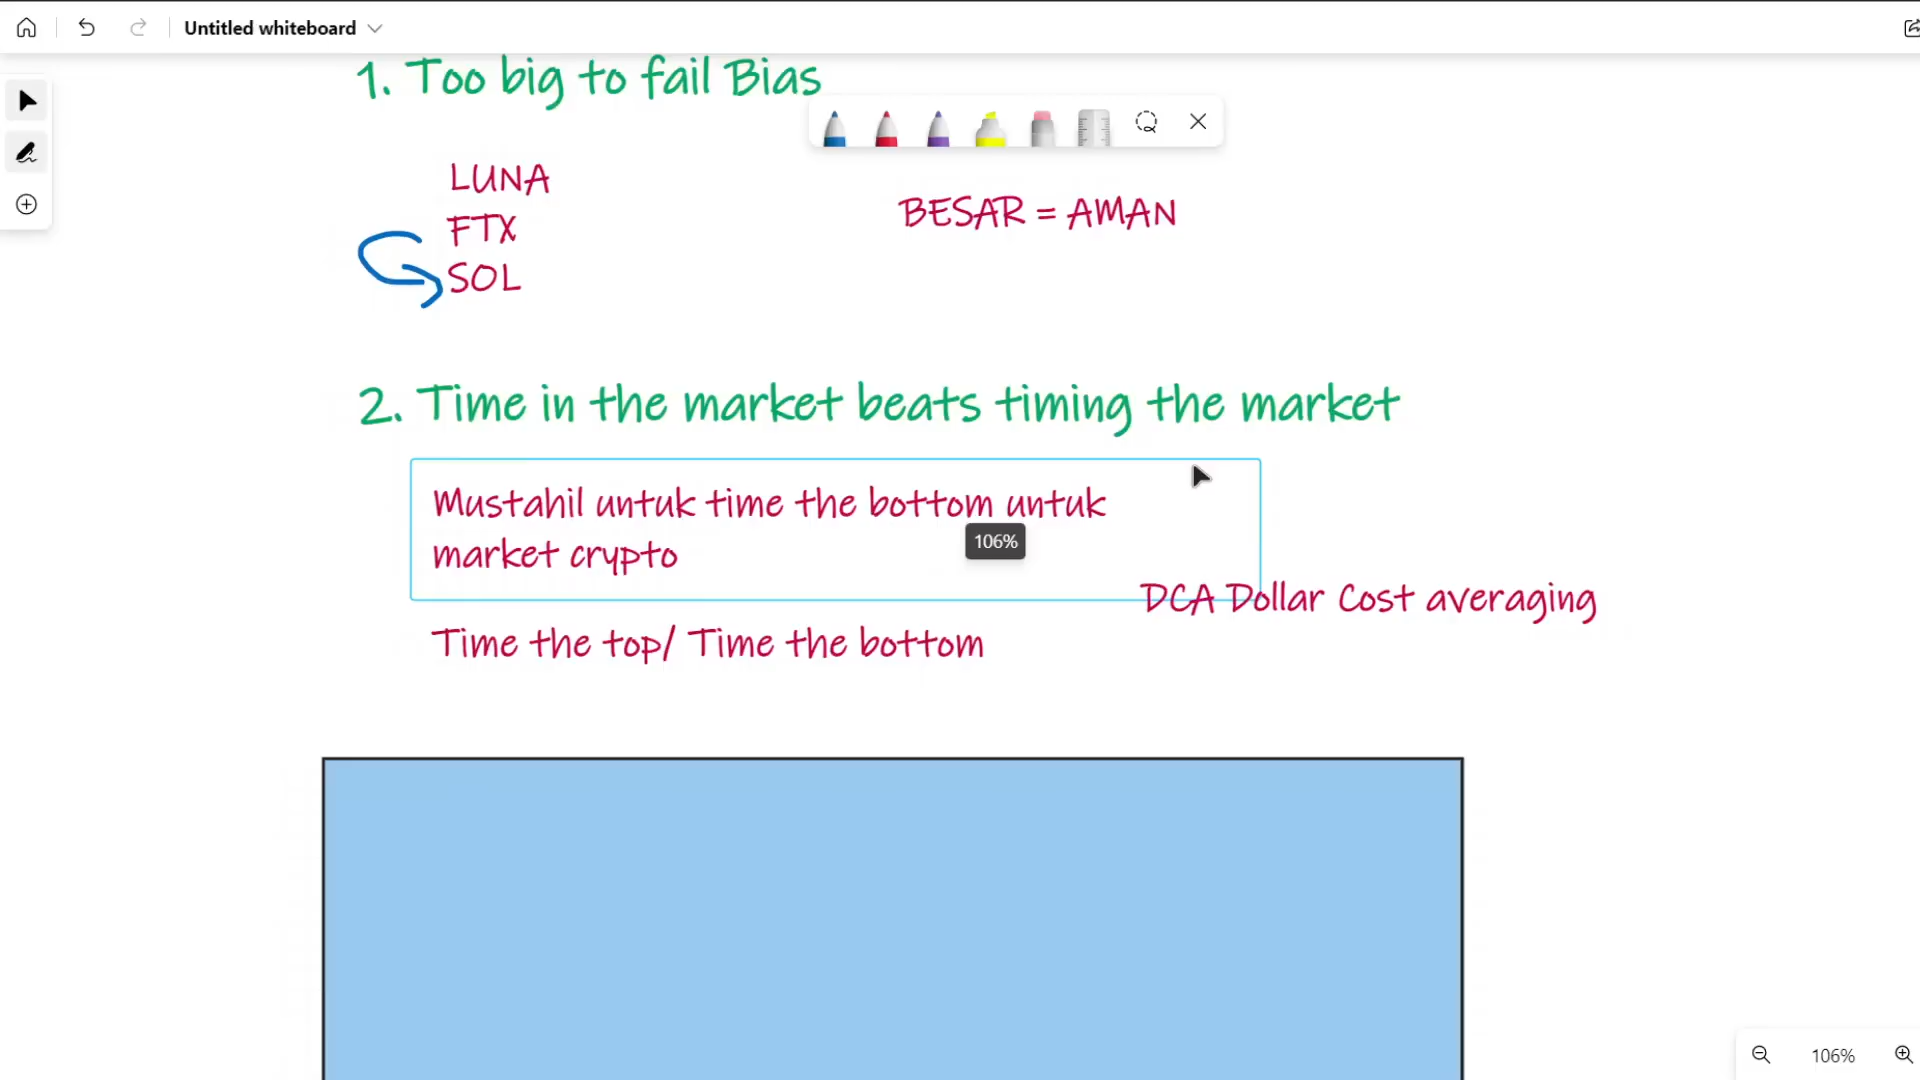 Untitled whiteboard
1. Too big to fail Bias
LUNA
FTX
SOL
BESAR = AMAN
2. Time in the market beats timing the market
Mustahil untuk time the bottom untuk
market crypto
106%
DCA Dollar Cost averaging
Time the top/ Time the bottom
106%